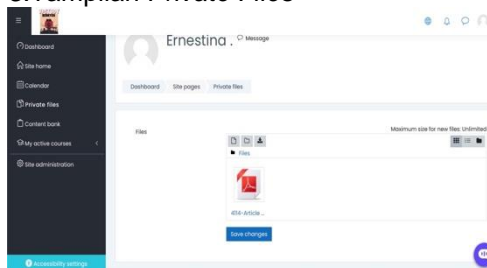 Ernestina .
Message
Dashboard
Site home
Calendar
Private files
Content bank
My active courses
Site administration
Accessibility settings
Dashboard Site pages Private files
Files
Maximum size for new files: Unlimited
Files
Save changes